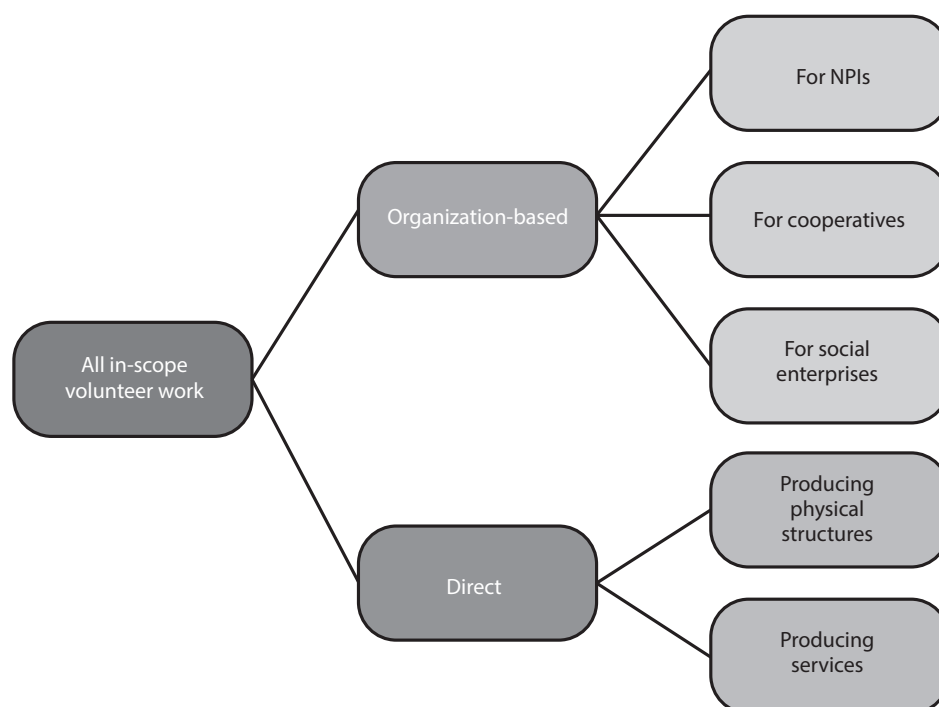 For NPIs
Organization-based
For cooperatives
All in-scope
volunteer work
For social
enterprises
Producing
physical
structures
Direct
Producing
services